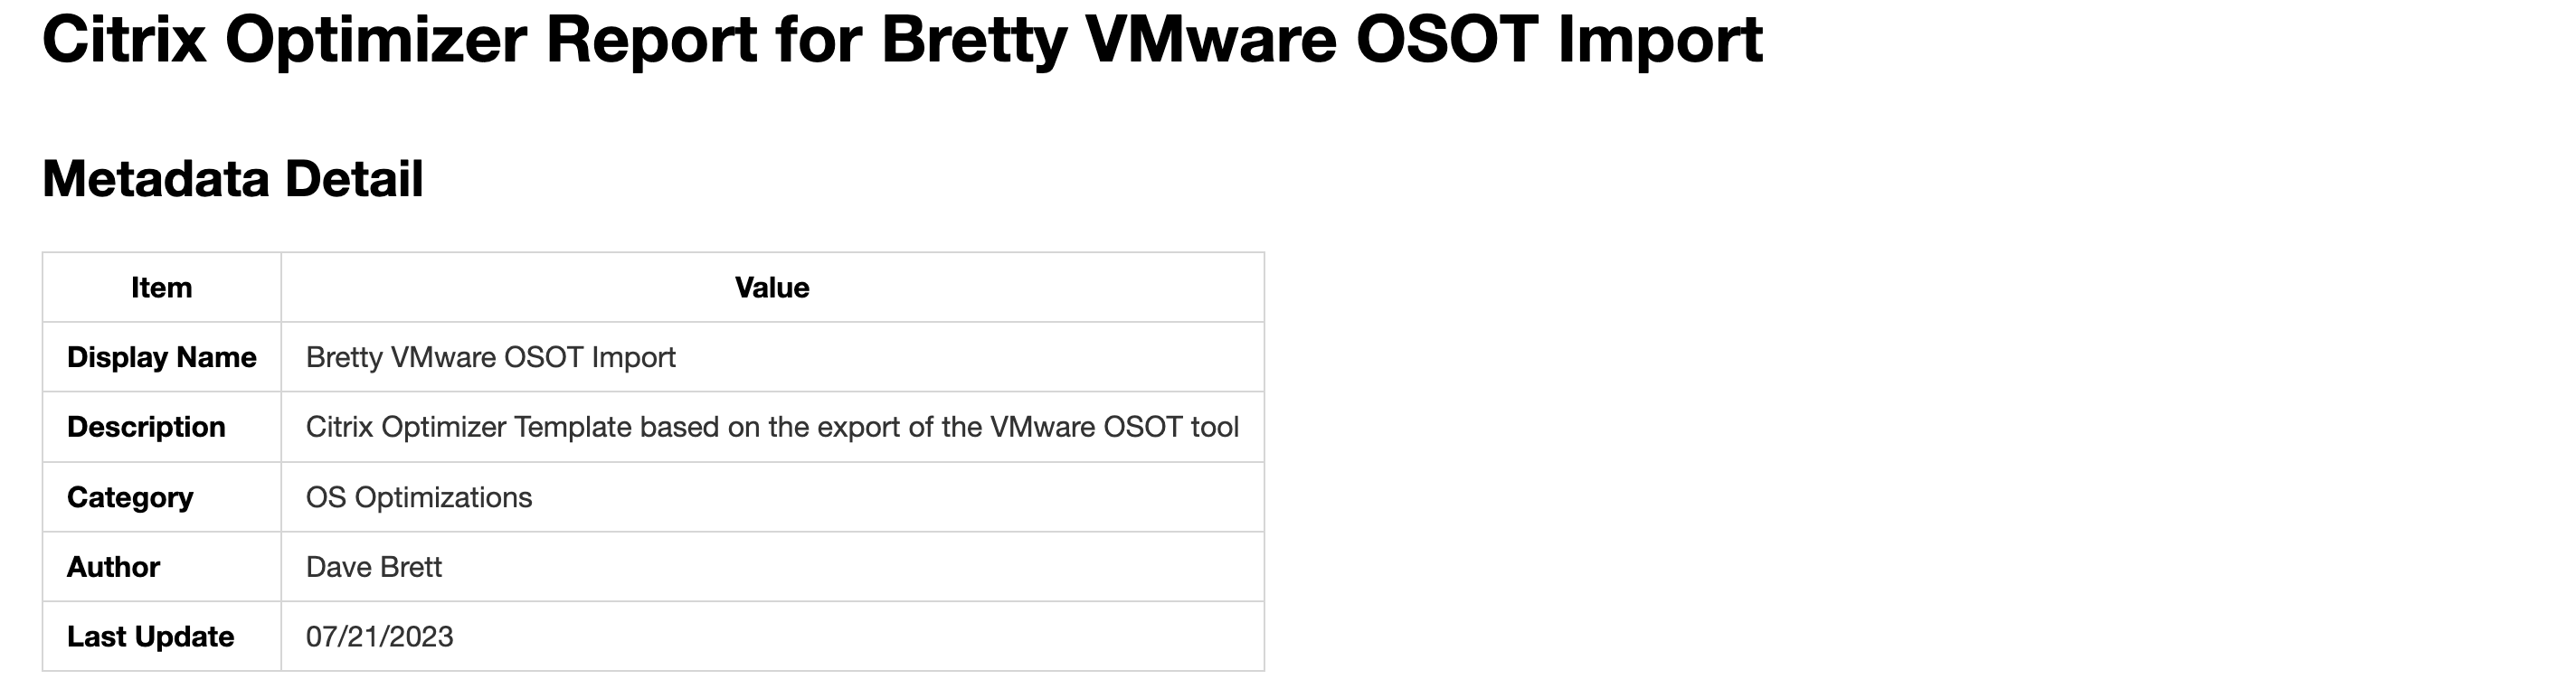 Citrix Optimizer Report for Bretty VMware OSOT Import
Metadata Detail
Item Value
Display Name Bretty VMware OSOT Import
Description Citrix Optimizer Template based on the export of the VMware OSOT tool
Category OS Optimizations
Author Dave Brett
Last Update 07/21/2023